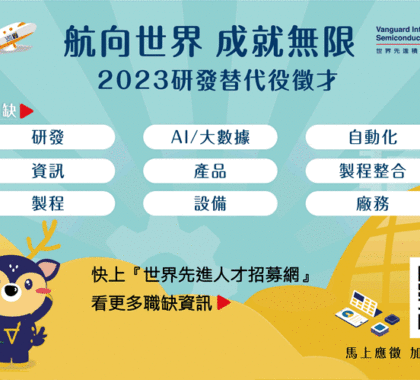 航向世界 成就無限
Vanguard Int
Semiconduc
世界先進積
2023研發替代役徵才
缺
研發
AI/大數據
自動化
資訊
產品
製程整合
製程
設備
廠務
快上『世界先進人才招募網』
看更多職缺資訊
馬上應徵 加